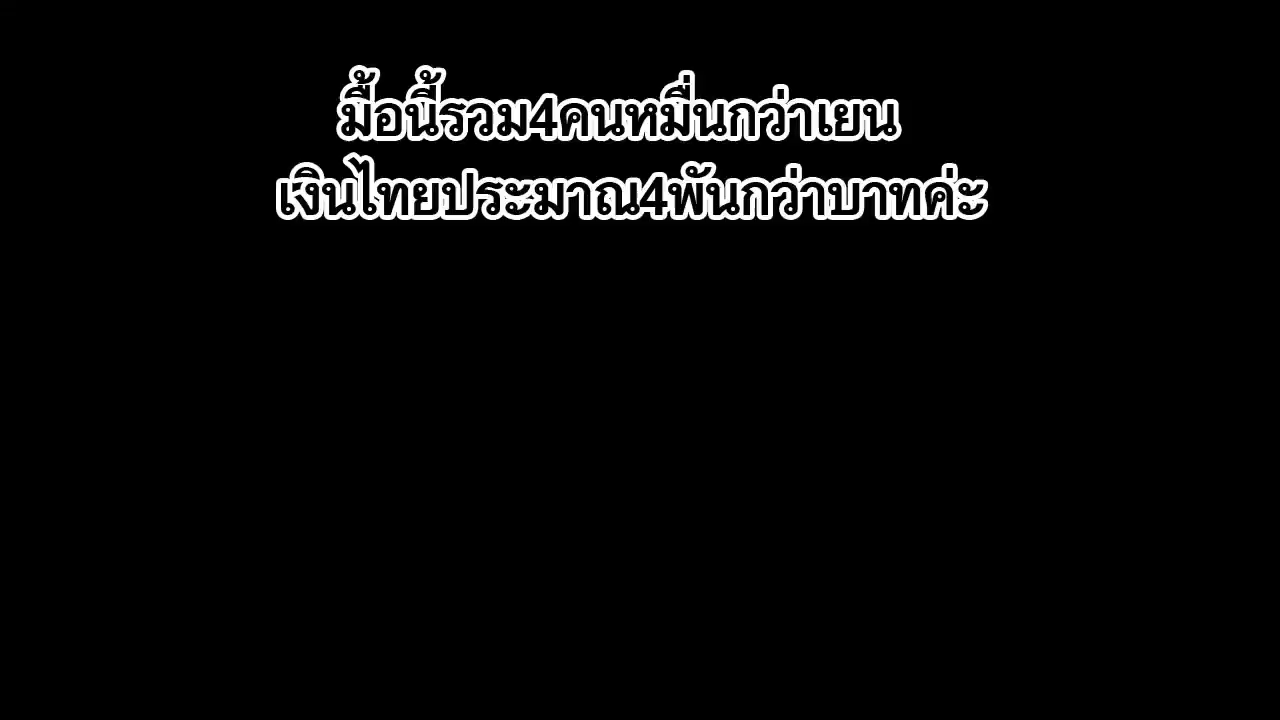 มื้อนี้รวม4คนหมื่นกว่าเยน
เงินไทยประมาณ4พันกว่าบาทค่ะ